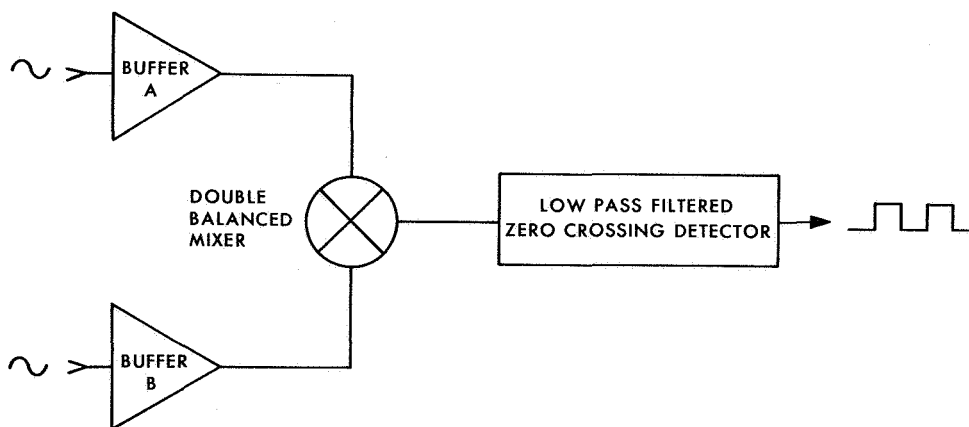 BUFFER
A
DOUBLE
BALANCED
MIXER
LOW PASS FILTERED
ZERO CROSSING DETECTOR
BUFFER
B